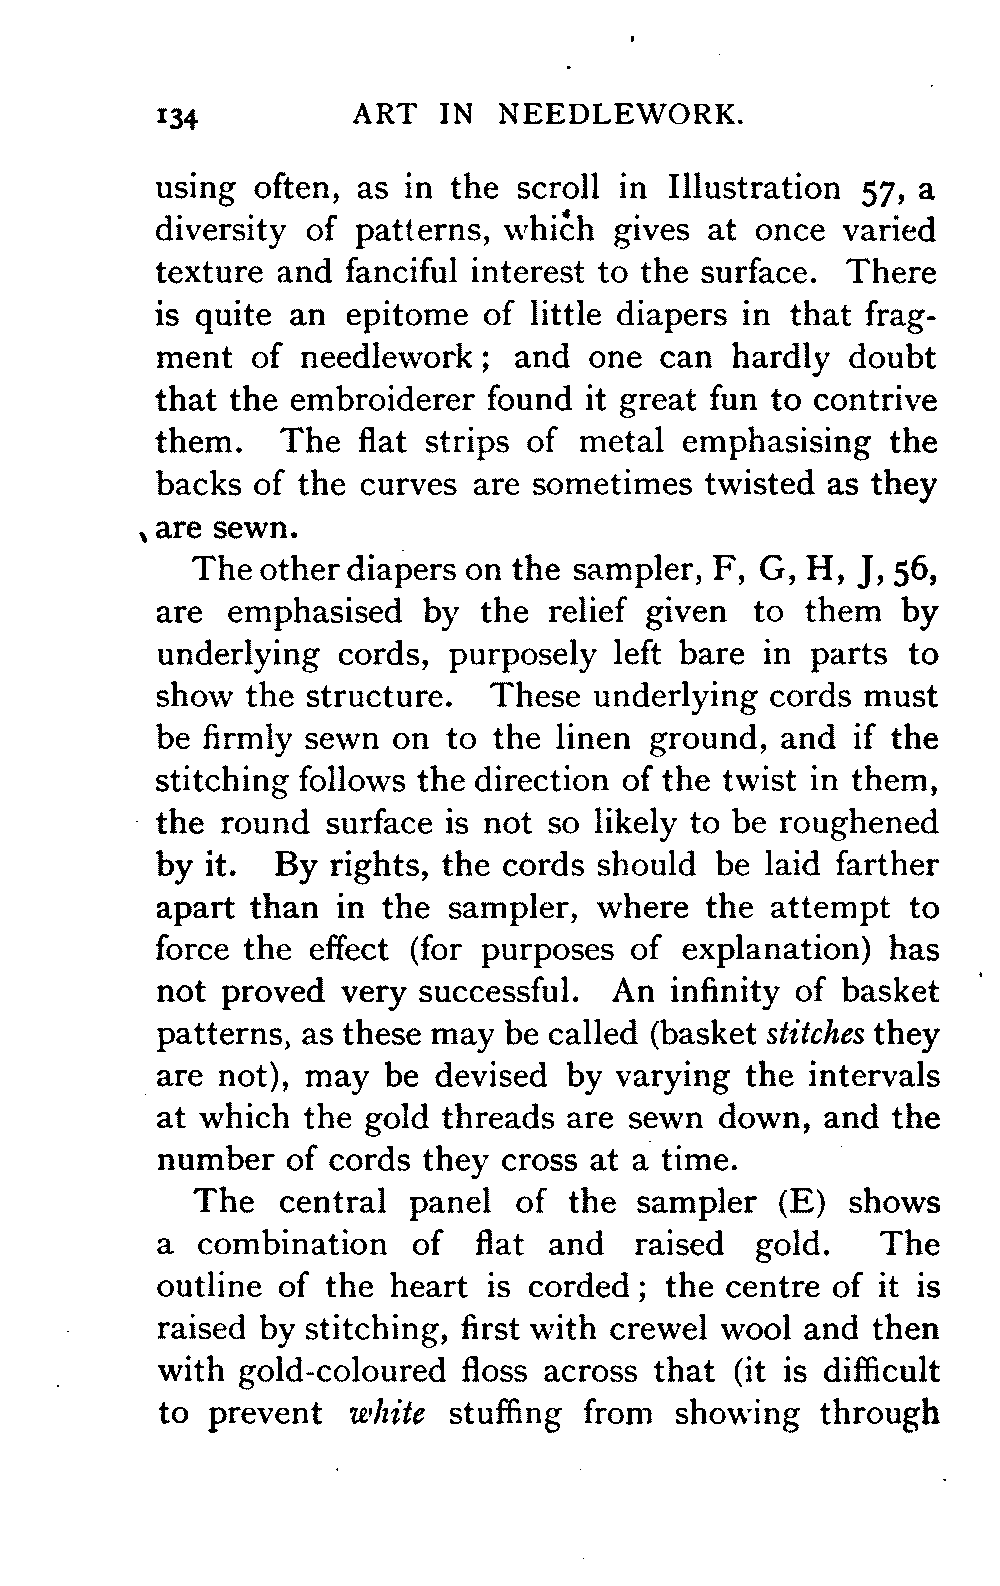 134 ART IN NEEDLEWORK.
using often, as in the scroll in Illustration 57, a
diversity of patterns, which gives at once varied
texture and fanciful interest to the surface. There
is quite an epitome of little diapers in that frag-
ment of needlework ; and one can hardly doubt
that the embroiderer found it great fun to contrive
them. The flat strips of metal emphasising the
backs of the curves are sometimes twisted as they
are sewn.
The other diapers on the sampler, F, G, H, J, 56,
are emphasised by the relief given to them by
underlying cords, purposely left bare in parts to
show the structure. These underlying cords must
be firmly sewn on to the linen ground, and if the
stitching follows the direction of the twist in them,
the round surface is not so likely to be roughened
by it. By rights, the cords should be laid farther
apart than in the sampler, where the attempt to
force the effect (for purposes of explanation) has
not proved very successful. An infinity of basket
patterns, as these may be called (basket stitches they
are not), may be devised by varying the intervals
at which the gold threads are sewn down, and the
number of cords they cross at a time.
The central panel of the sampler (E) shows
a combination of flat and raised gold. The
outline of the heart is corded ; the centre of it is
raised by stitching, first with crewel wool and then
with gold-coloured floss across that (it is difficult
to prevent white stuffing from showing through